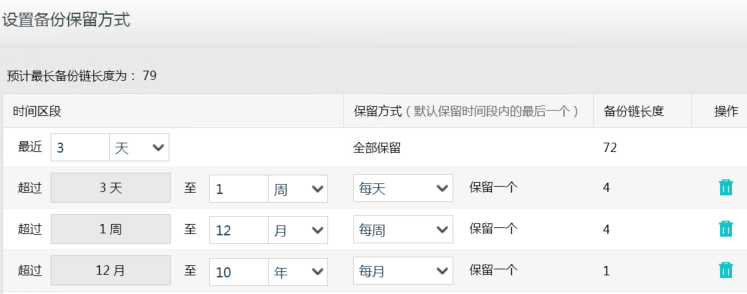 设置备份保留方式
预计最长备份链长度为： 79
时间区段 保留方式（默认保留时间段内的最后一个） 备份链长度 操作
最近 3 天 全部保留 72
超过 3 天 至 1 周 每天 保留一个 4
超过 1 周 至 12 月 每周 保留一个 4
超过 12 月 至 10 年 每月 保留一个 1